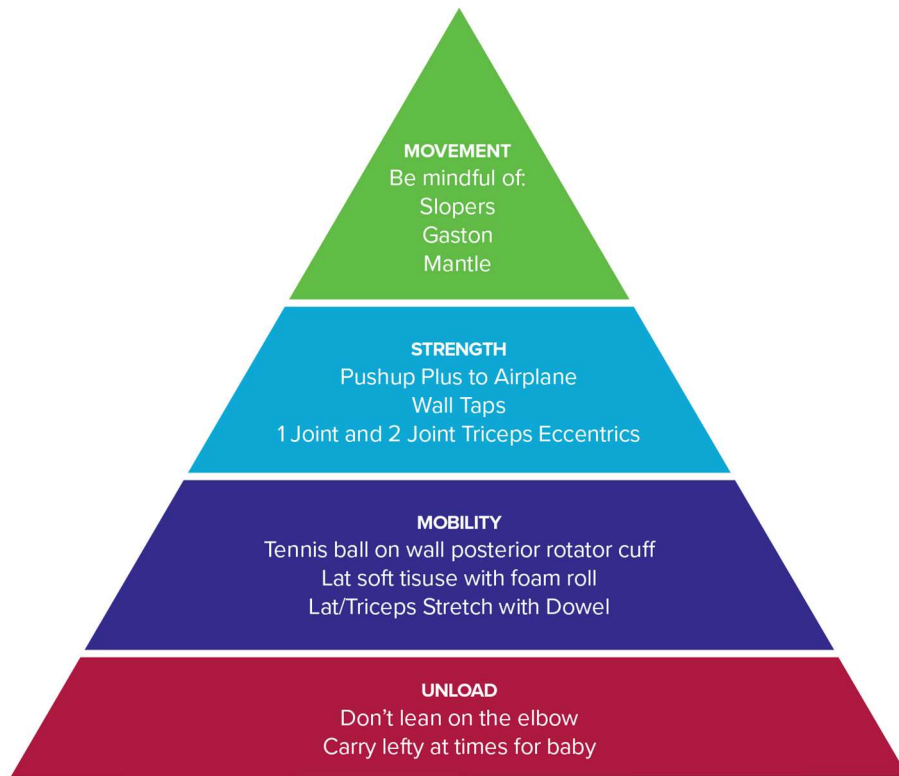 MOVEMENT
Be mindful of:
Slopers
Gaston
Mantle
STRENGTH
Pushup Plus to Airplane
Wall Taps
1 Joint and 2 Joint Triceps Eccentrics
MOBILITY
Tennis ball on wall posterior rotator cuff
Lat soft tisuse with foam roll
Lat/Triceps Stretch with Dowel
UNLOAD
Don’t lean on the elbow
Carry lefty at times for baby